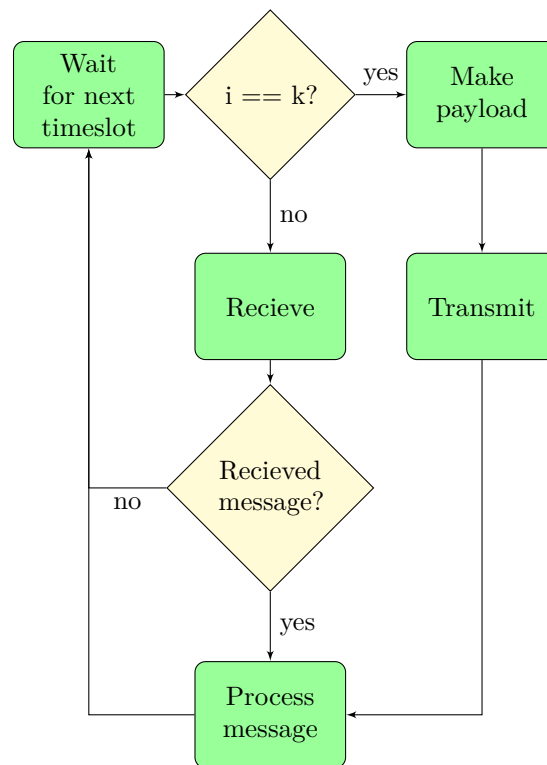 Wait
for next
timeslot
i == k?
yes
Make
payload
no
Recieve
Transmit
Recieved
message?
no
yes
Process
message